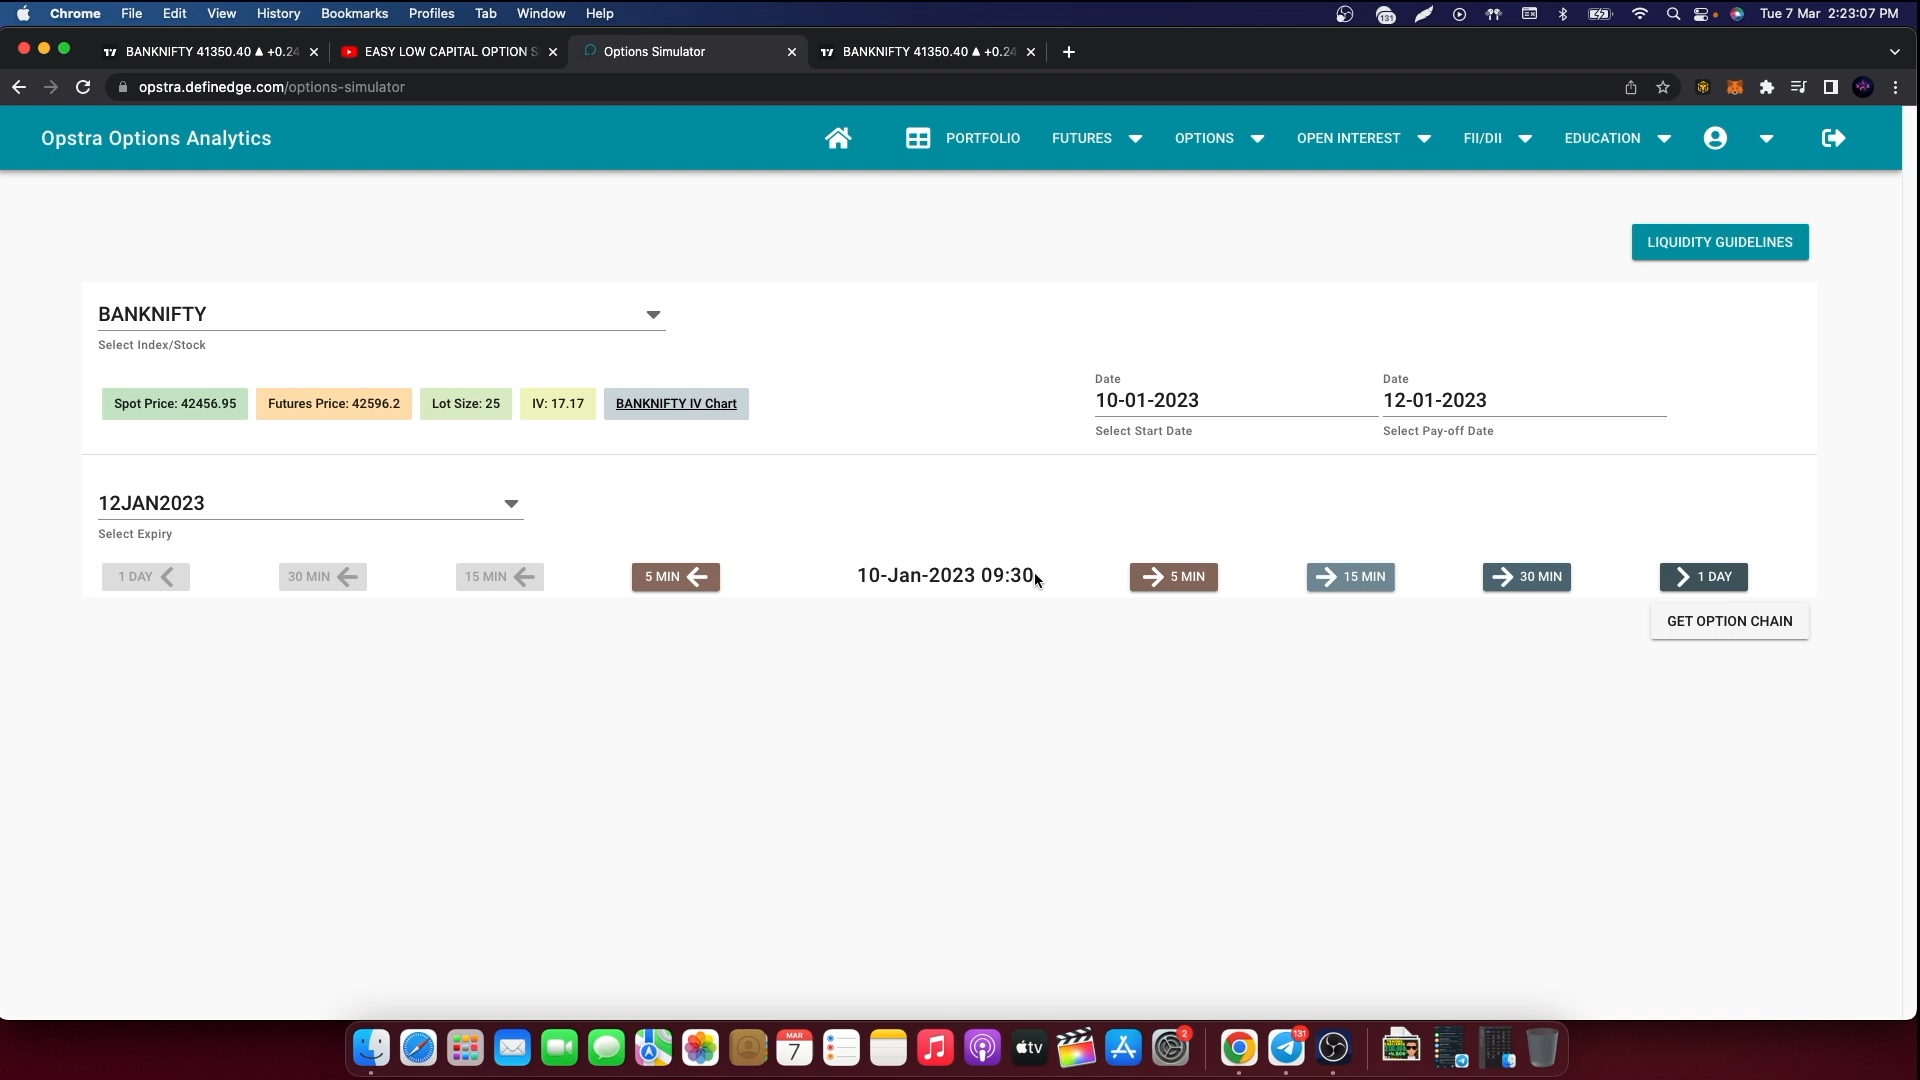 Chrome File Edit View History Bookmarks Profiles Tab Window Help 131 Tue 7 Mar 2:23:07 PM
BANKNIFTY 41350.40 ▲ +0.24 EASY LOW CAPITAL OPTION S Options Simulator BANKNIFTY 41350.40 ▲ +0.24
opstra.definedge.com/options-simulator
Opstra Options Analytics PORTFOLIO FUTURES OPTIONS OPEN INTEREST FII/DII EDUCATION
LIQUIDITY GUIDELINES
BANKNIFTY
Select Index/Stock
Date Date
10-01-2023 12-01-2023
Spot Price: 42456.95 Futures Price: 42596.2 Lot Size: 25 IV: 17.17 BANKNIFTY IV Chart
Select Start Date Select Pay-off Date
12JAN2023
Select Expiry
1 DAY 30 MIN 15 MIN 5 MIN 10-Jan-2023 09:30 5 MIN 15 MIN 30 MIN 1 DAY
GET OPTION CHAIN
MAR 7 tv 2 131